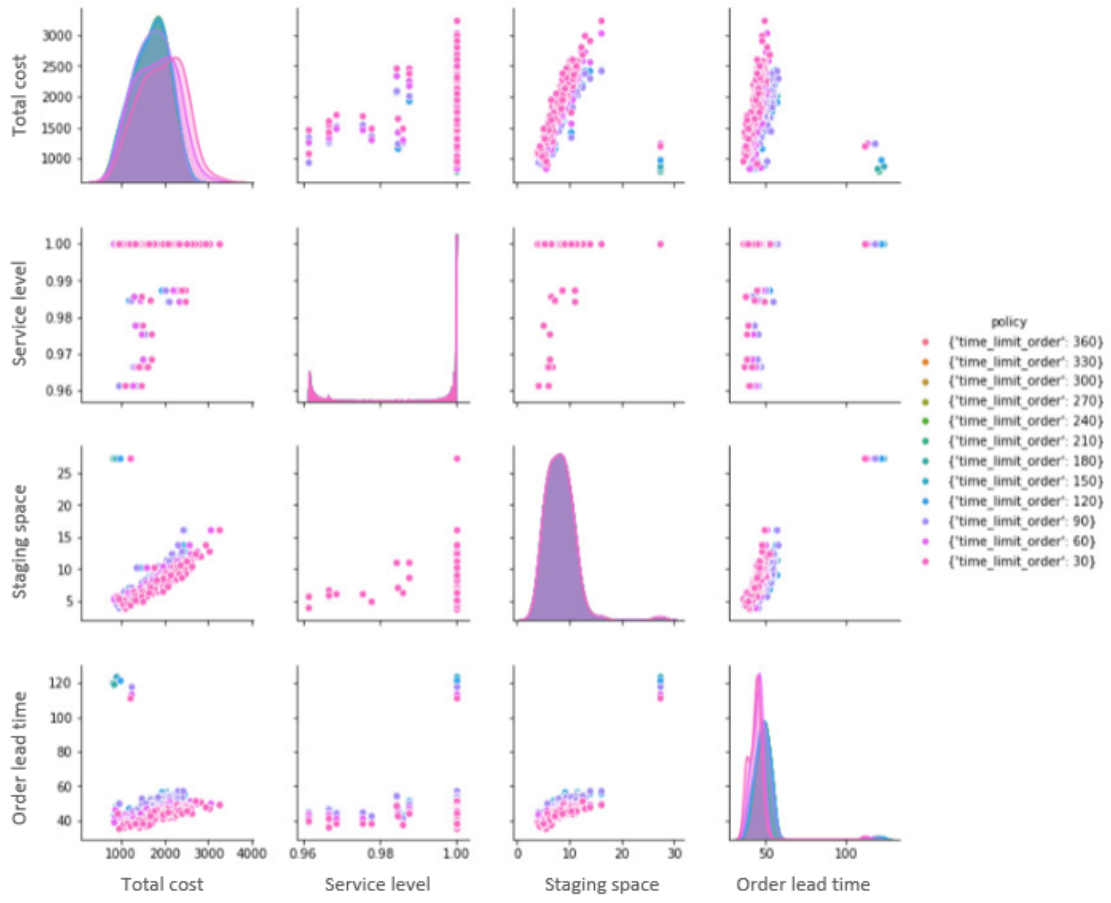 Total cost
3000
2500
2000
1500
1000
Service level
1.00
0.99
0.98
0.97
0.96
policy
{'time_limit_order': 360}
{'time_limit_order': 330}
{'time_limit_order': 300}
{'time_limit_order': 270}
{'time_limit_order': 240}
{'time_limit_order': 210}
{'time_limit_order': 180}
{'time_limit_order': 150}
{'time_limit_order': 120}
{'time_limit_order': 90}
{'time_limit_order': 60}
{'time_limit_order': 30}
Staging space
25
20
15
10
5
Order lead time
120
100
80
60
40
1000 2000 3000 4000 0.96 0.98 1.00 0 10 20 30 50 100
Total cost Service level Staging space Order lead time